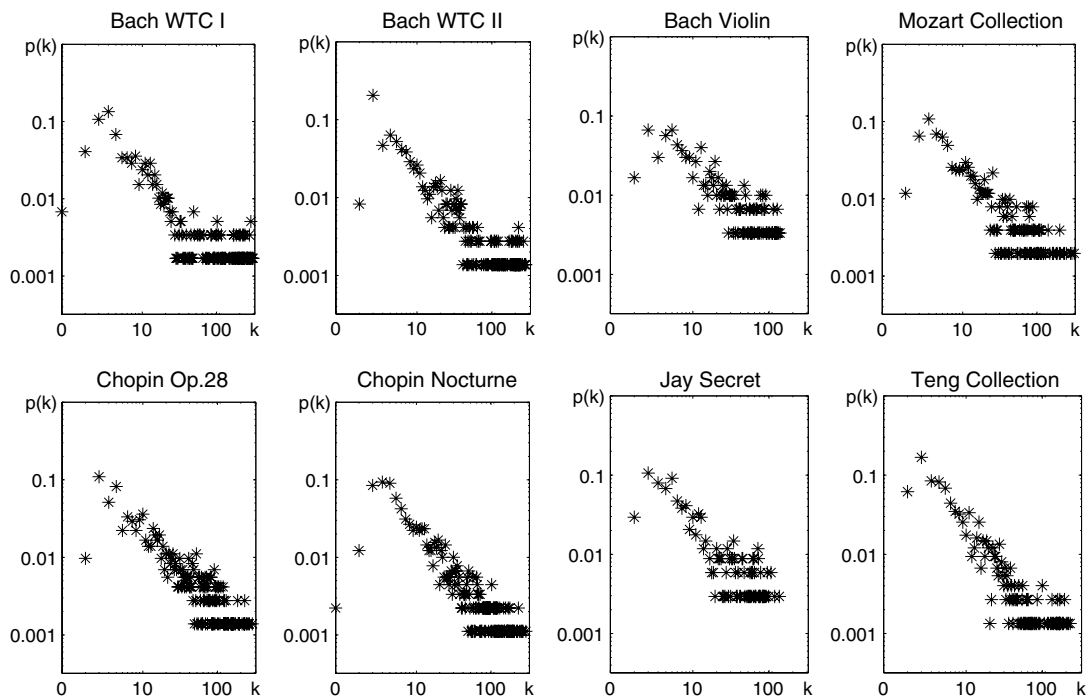 Bach WTC I
Bach WTC II
Bach Violin
Mozart Collection
p(k)
p(k)
p(k)
p(k)
0.1
0.1
0.1
0.1
0.01
0.01
0.01
0.01
0.001
0.001
0.001
0.001
0 10 100 k
0 10 100 k
0 10 100 k
0 10 100 k
Chopin Op.28
Chopin Nocturne
Jay Secret
Teng Collection
p(k)
p(k)
p(k)
p(k)
0.1
0.1
0.1
0.1
0.01
0.01
0.01
0.01
0.001
0.001
0.001
0.001
0 10 100 k
0 10 100 k
0 10 100 k
0 10 100 k